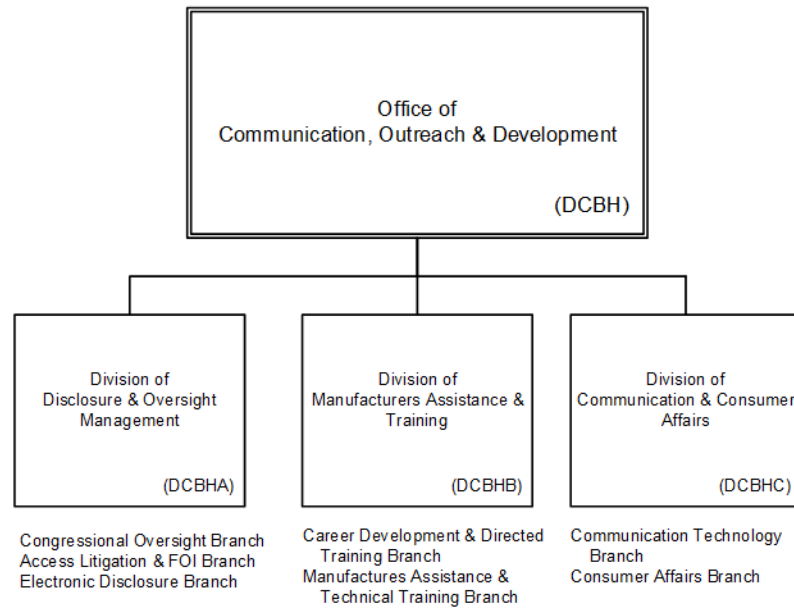 Office of
Communication, Outreach & Development
(DCBH)
Division of
Disclosure & Oversight
Management
(DCBHA)
Division of
Manufacturers Assistance &
Training
(DCBHB)
Division of
Communication & Consumer
Affairs
(DCBHC)
Congressional Oversight Branch
Access Litigation & FOI Branch
Electronic Disclosure Branch
Career Development & Directed
Training Branch
Manufactures Assistance &
Technical Training Branch
Communication Technology
Branch
Consumer Affairs Branch